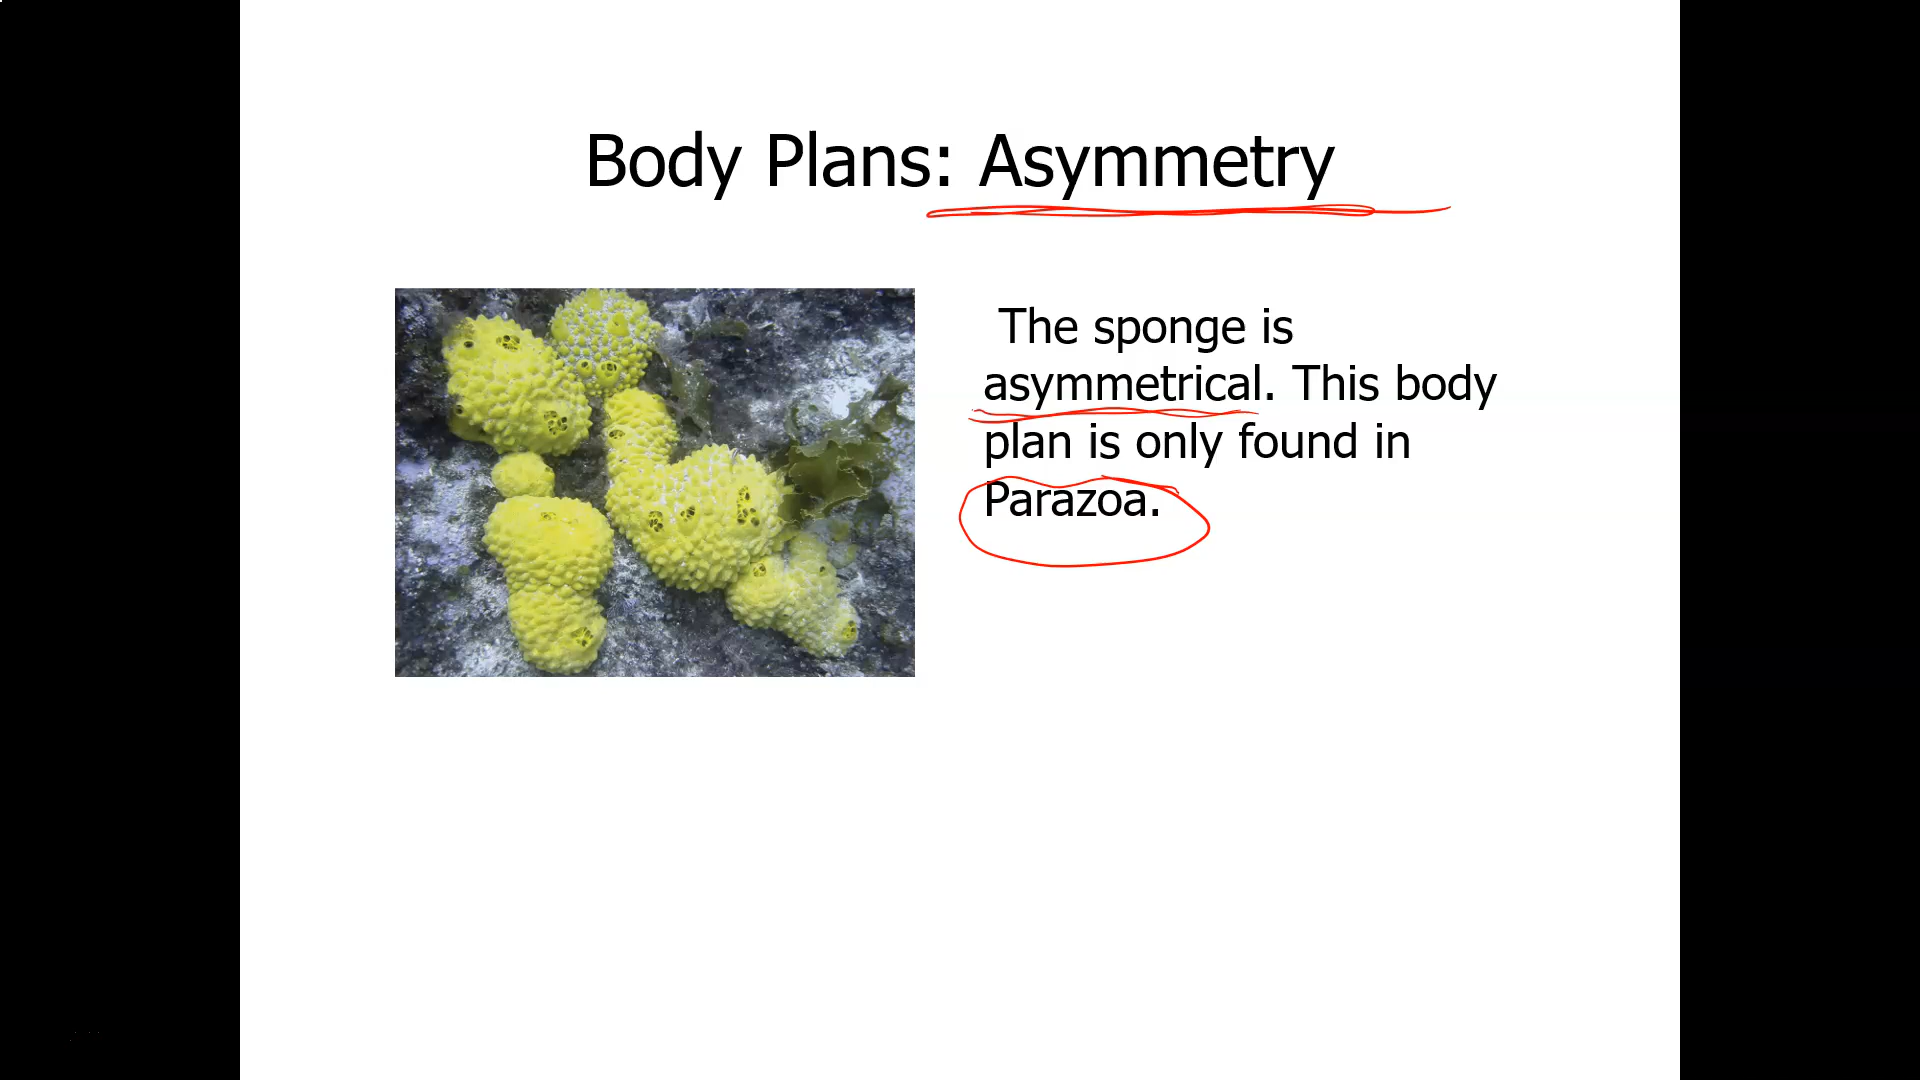 Body Plans: Asymmetry
The sponge is
asymmetrical. This body
plan is only found in
Parazoa.